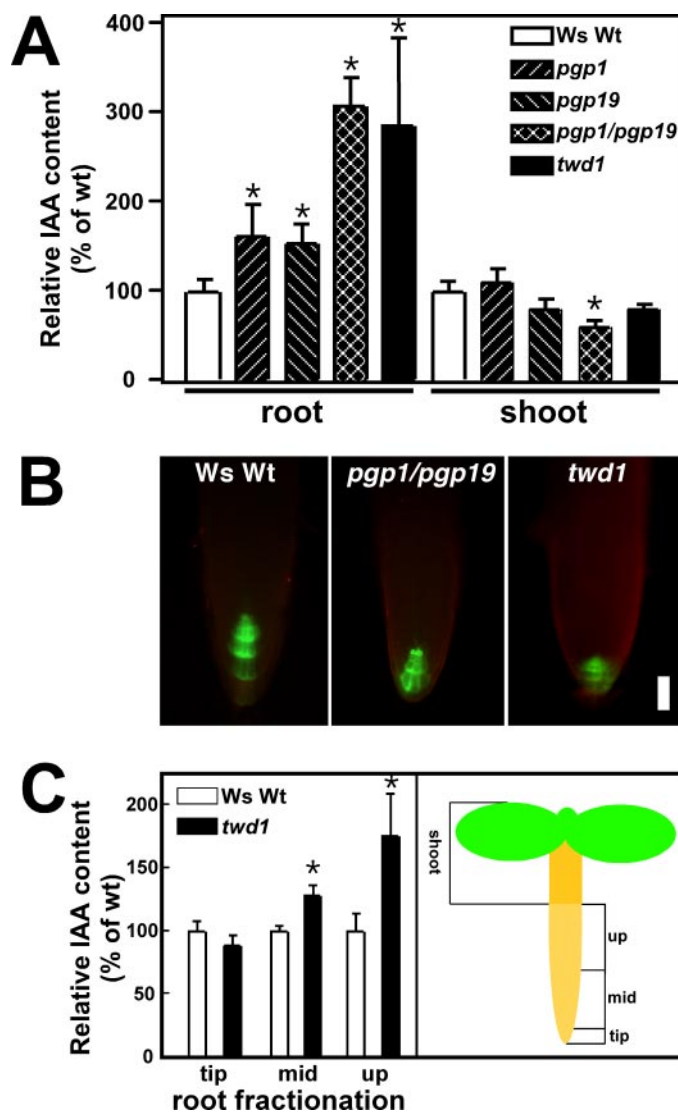 A
Relative IAA content
(% of wt)
400
300
200
100
0
* * * * *
Ws Wt
pgp1
pgp19
pgp1/pgp19
twd1
root shoot
B
Ws Wt pgp1/pgp19 twd1
C
Relative IAA content
(% of wt)
200
150
100
50
0
* *
Ws Wt
twd1
tip mid up
root fractionation
shoot
up
mid
tip